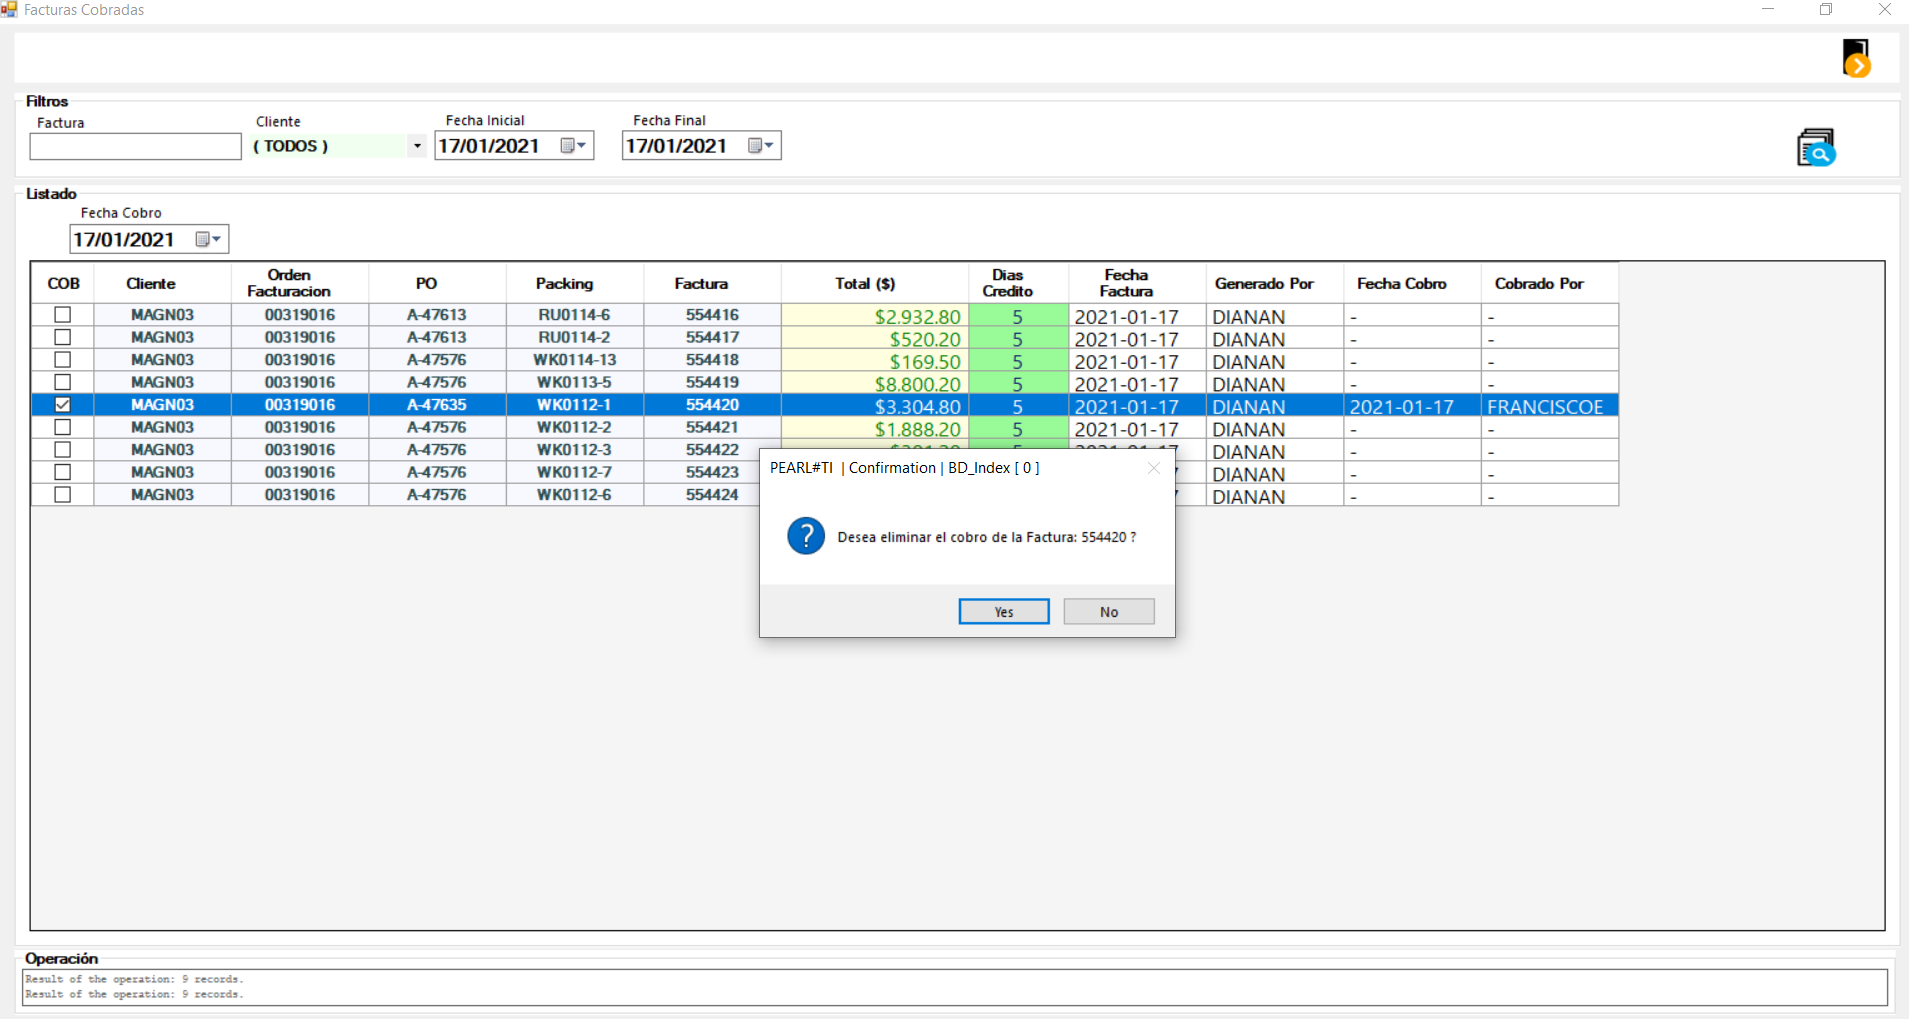 Facturas Cobradas
Filtros
Factura
Cliente
Fecha Inicial
Fecha Final
( TODOS )
17/01/2021
17/01/2021
Listado
Fecha Cobro
17/01/2021
COB Cliente Orden Facturacion PO Packing Factura Total ($) Dias Credito Fecha Factura Generado Por Fecha Cobro Cobrado Por
MAGN03 00319016 A-47613 RU0114-6 554416 $2.932.80 5 2021-01-17 DIANAN - -
MAGN03 00319016 A-47613 RU0114-2 554417 $520.20 5 2021-01-17 DIANAN - -
MAGN03 00319016 A-47576 WK0114-13 554418 $169.50 5 2021-01-17 DIANAN - -
MAGN03 00319016 A-47576 WK0113-5 554419 $8.800.20 5 2021-01-17 DIANAN - -
MAGN03 00319016 A-47635 WK0112-1 554420 $3.304.80 5 2021-01-17 DIANAN 2021-01-17 FRANCISCOE
MAGN03 00319016 A-47576 WK0112-2 554421 $1.888.20 5 2021-01-17 DIANAN - -
MAGN03 00319016 A-47576 WK0112-3 554422 DIANAN - -
MAGN03 00319016 A-47576 WK0112-7 554423 DIANAN - -
MAGN03 00319016 A-47576 WK0112-6 554424 DIANAN - -
PEARL#TI | Confirmation | BD_Index [ 0 ]
Desea eliminar el cobro de la Factura: 554420 ?
Yes
No
Operación
Result of the operation: 9 records.
Result of the operation: 9 records.